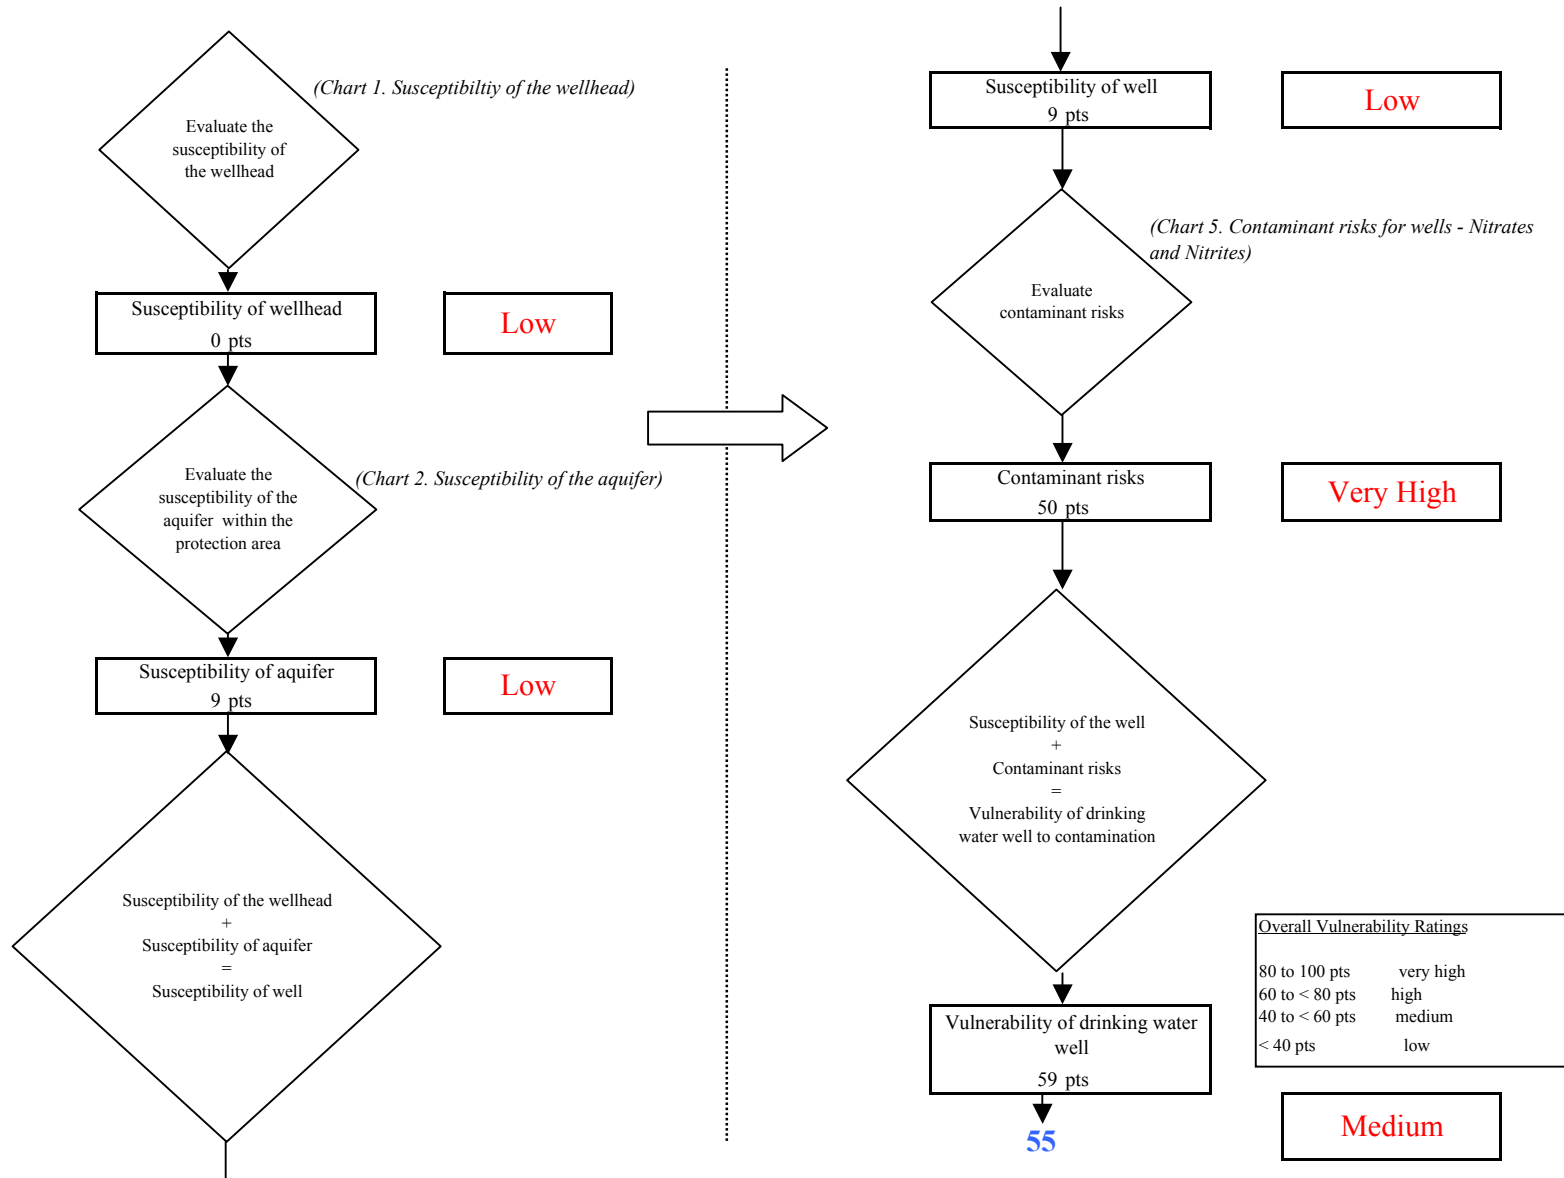 (Chart 1. Susceptibiltiy of the wellhead)
Evaluate the
susceptibility of
the wellhead
Susceptibility of wellhead
0 pts
Low
(Chart 2. Susceptibility of the aquifer)
Evaluate the
susceptibility of the
aquifer within the
protection area
Susceptibility of aquifer
9 pts
Low
Susceptibility of the wellhead
+
Susceptibility of aquifer
=
Susceptibility of well
Susceptibility of well
9 pts
Low
(Chart 5. Contaminant risks for wells - Nitrates
and Nitrites)
Evaluate
contaminant risks
Contaminant risks
50 pts
Very High
Susceptibility of the well
+
Contaminant risks
=
Vulnerability of drinking
water well to contamination
Overall Vulnerability Ratings
80 to 100 pts very high
60 to < 80 pts high
40 to < 60 pts medium
< 40 pts low
Vulnerability of drinking water
well
59 pts
55
Medium